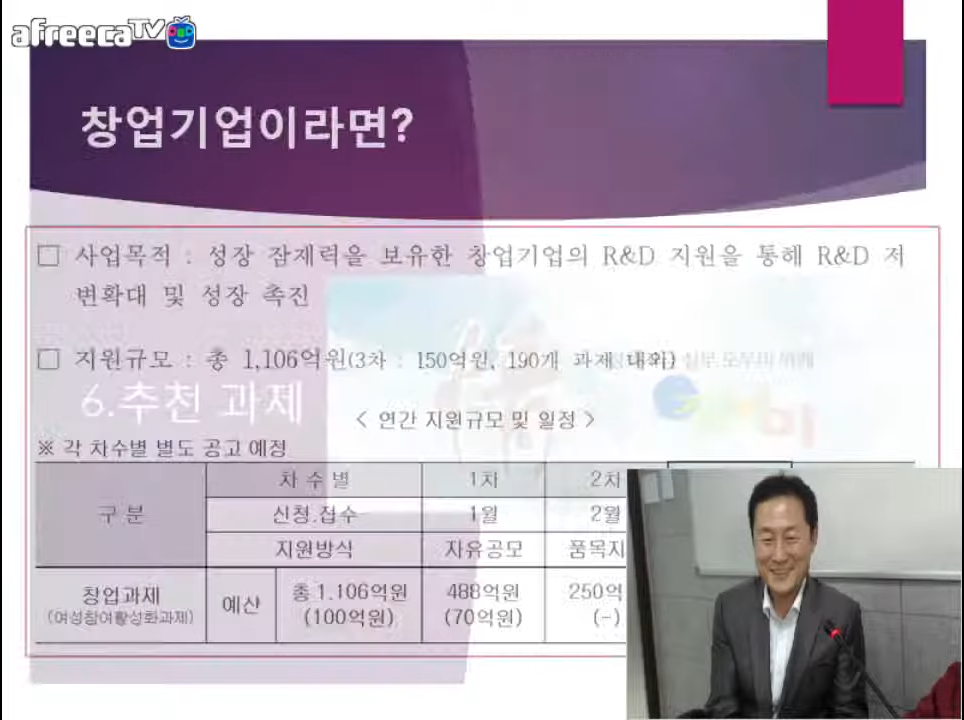 afreecaTV
창업기업이라면?
□ 사업목적 : 성장 잠재력을 보유한 창업기업의 R&D 지원을 통해 R&D 저
변확대 및 성장 촉진
□ 지원규모 : 총 1,106억원(3차 : 150억원, 190개 과제 내외)
6.추천 과제
< 연간 지원규모 및 일정 >
※ 각 차수별 별도 공고 예정
구 분
차 수 별
1차
2차
신청.접수
1월
2월
지원방식
자유공모
품목지
창업과제
(여성참여활성화과제)
예산
총 1.106억원
(100억원)
488억원
(70억원)
250억
(-)